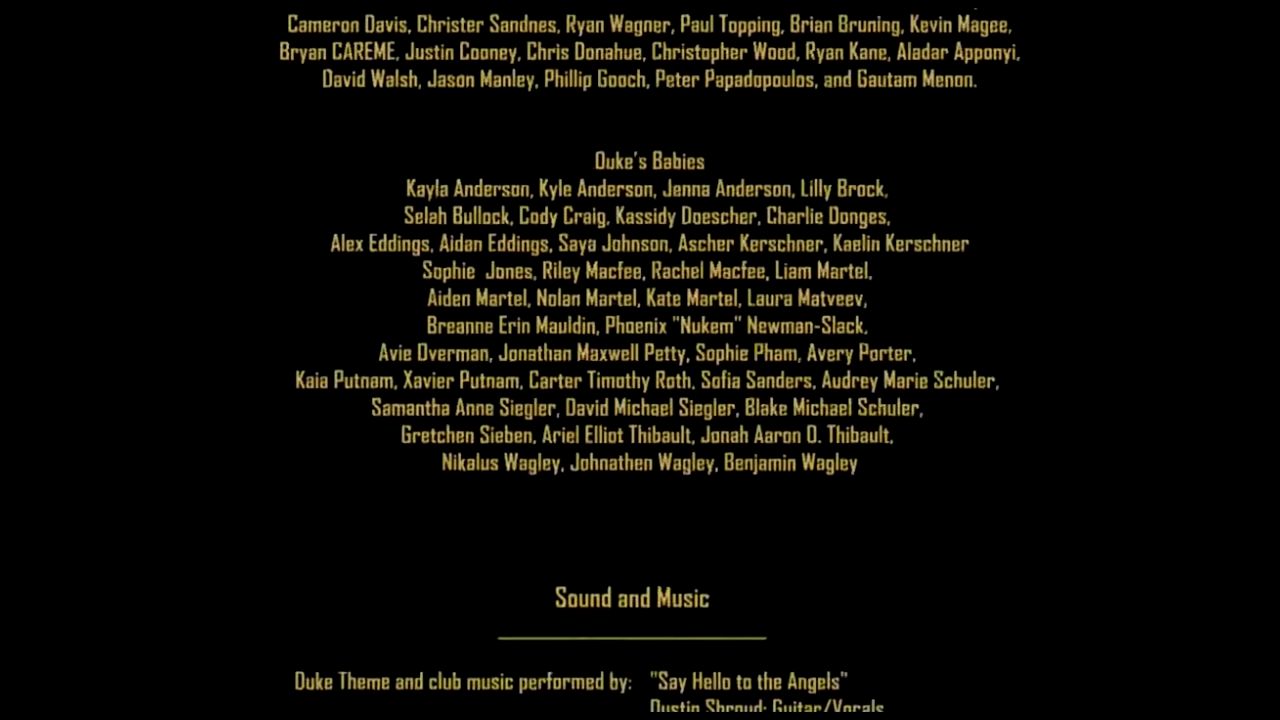 Cameron Davis, Christer Sandnes, Ryan Wagner, Paul Topping, Brian Bruning, Kevin Magee,
Bryan CAREME, Justin Cooney, Chris Donahue, Christopher Wood, Ryan Kane, Aladar Apponyi,
David Walsh, Jason Manley, Phillip Gooch, Peter Papadopoulos, and Gautam Menon.
Duke's Babies
Kayla Anderson, Kyle Anderson, Jenna Anderson, Lilly Brock,
Selah Bullock, Cody Craig, Kassidy Doescher, Charlie Donges,
Alex Eddings, Aidan Eddings, Saya Johnson, Ascher Kerschner, Kaelin Kerschner
Sophie  Jones, Riley Macfee, Rachel Macfee, Liam Martel,
Aiden Martel, Nolan Martel, Kate Martel, Laura Matveev,
Breanne Erin Mauldin, Phoenix "Nukem" Newman-Slack,
Avie Overman, Jonathan Maxwell Petty, Sophie Pham, Avery Porter,
Kaia Putnam, Xavier Putnam, Carter Timothy Roth, Sofia Sanders, Audrey Marie Schuler,
Samantha Anne Siegler, David Michael Siegler, Blake Michael Schuler,
Gretchen Sieben, Ariel Elliot Thibault, Jonah Aaron O. Thibault,
Nikalus Wagley, Johnathen Wagley, Benjamin Wagley
Sound and Music
Duke Theme and club music performed by: "Say Hello to the Angels"
Dustin Shroud: Guitar/Vocals